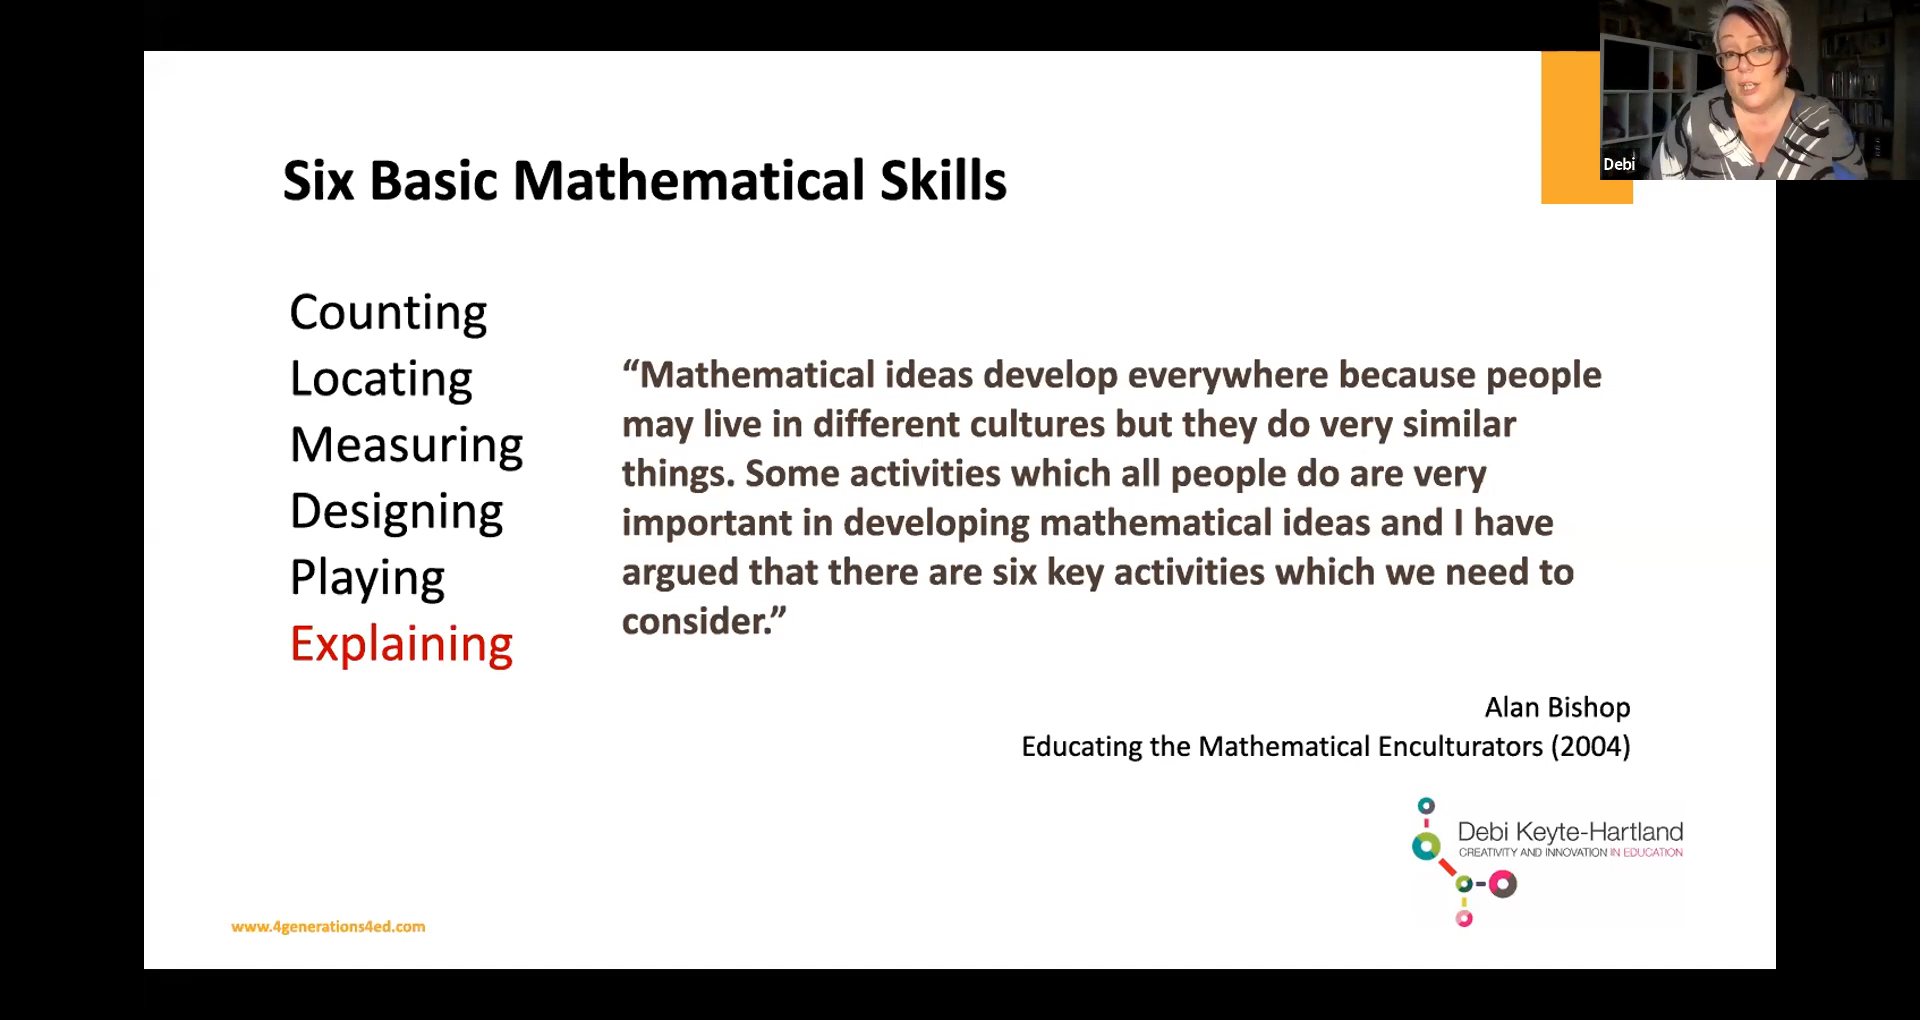 Debi
Six Basic Mathematical Skills
Counting
Locating
Measuring
Designing
Playing
Explaining
“Mathematical ideas develop everywhere because people
may live in different cultures but they do very similar
things. Some activities which all people do are very
important in developing mathematical ideas and I have
argued that there are six key activities which we need to
consider.”
Alan Bishop
Educating the Mathematical Enculturators (2004)
Debi Keyte-Hartland
CREATIVITY AND INNOVATION IN EDUCATION
www.4generations4ed.com